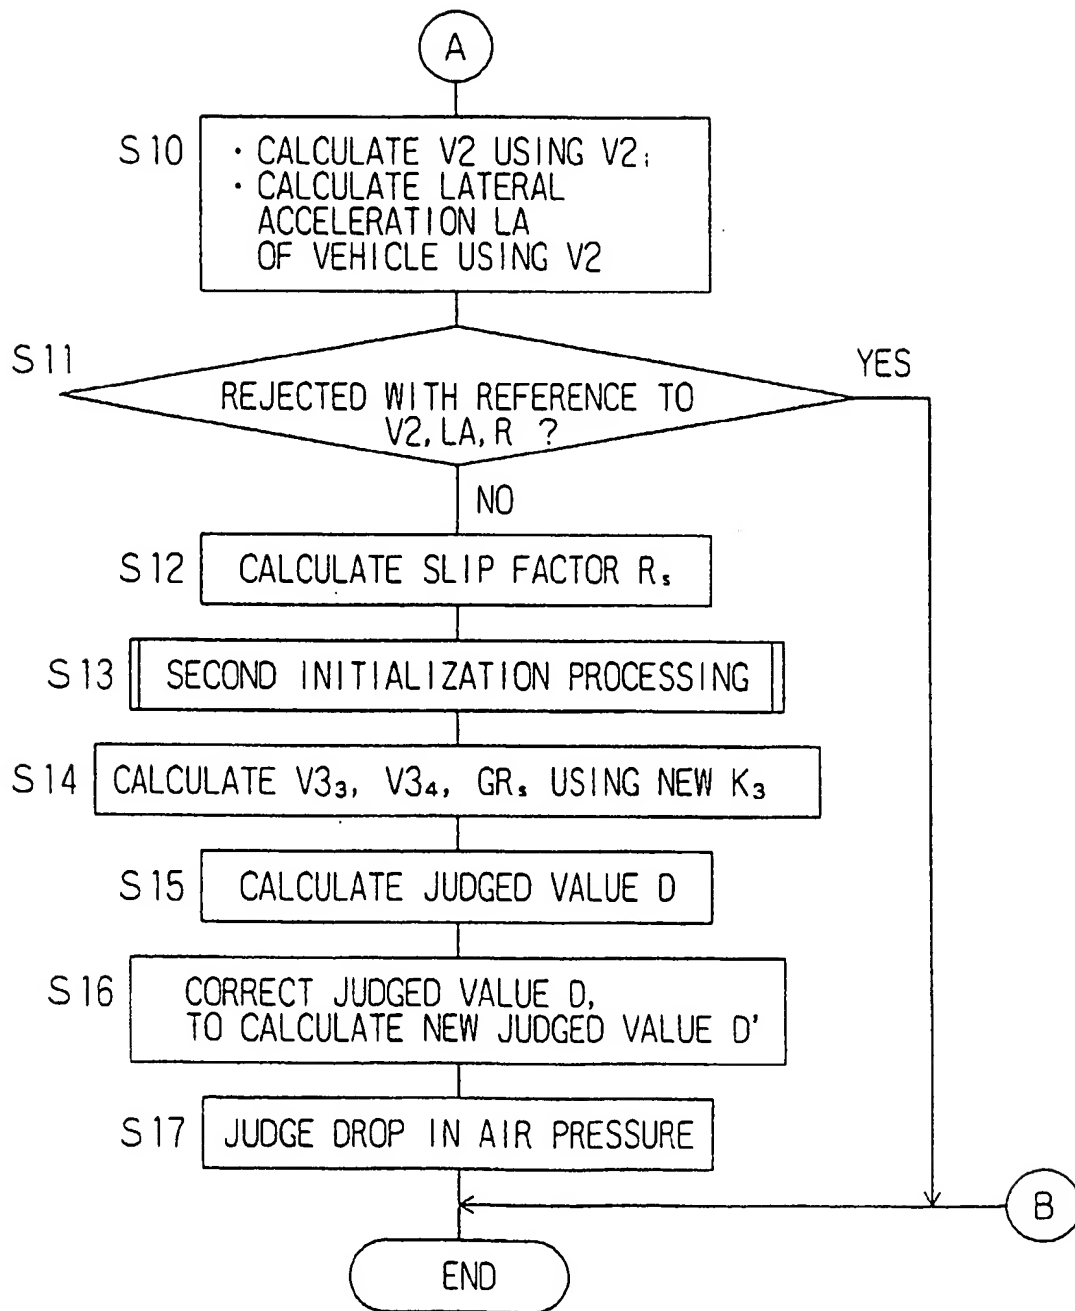 A
S10
· CALCULATE V2 USING V2i
· CALCULATE LATERAL
ACCELERATION LA
OF VEHICLE USING V2
S11
YES
REJECTED WITH REFERENCE TO
V2, LA, R ?
NO
S12
CALCULATE SLIP FACTOR Rs
S13
SECOND INITIALIZATION PROCESSING
S14
CALCULATE V3₃, V3₄, GRs USING NEW K₃
S15
CALCULATE JUDGED VALUE D
S16
CORRECT JUDGED VALUE D,
TO CALCULATE NEW JUDGED VALUE D'
S17
JUDGE DROP IN AIR PRESSURE
B
END